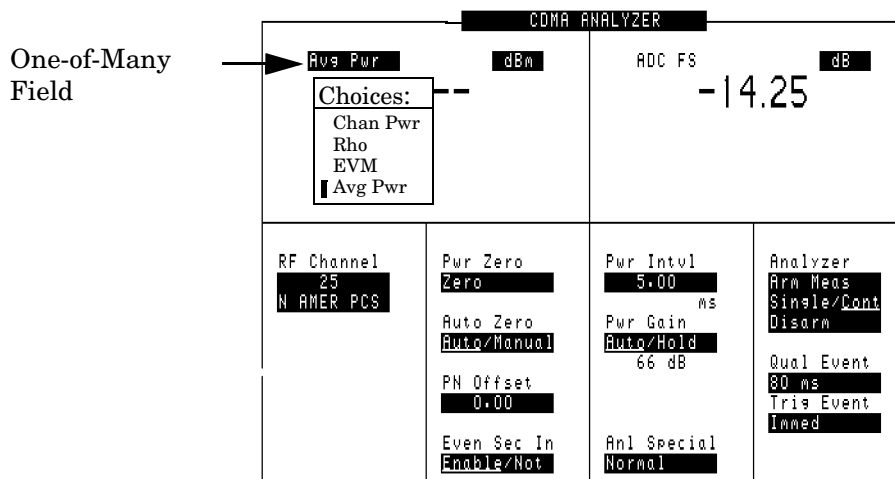 CDMA ANALYZER
One-of-Many
Field
Avg Pwr
dBm
--
Choices:
Chan Pwr
Rho
EVM
Avg Pwr
ADC FS
dB
-14.25
RF Channel
25
N AMER PCS
Pwr Zero
Zero
Auto Zero
Auto/Manual
PN Offset
0.00
Even Sec In
Enable/Not
Pwr Intvl
5.00
ms
Pwr Gain
Auto/Hold
66 dB
Anl Special
Normal
Analyzer
Arm Meas
Single/Cont
Disarm
Qual Event
80 ms
Trig Event
Immed